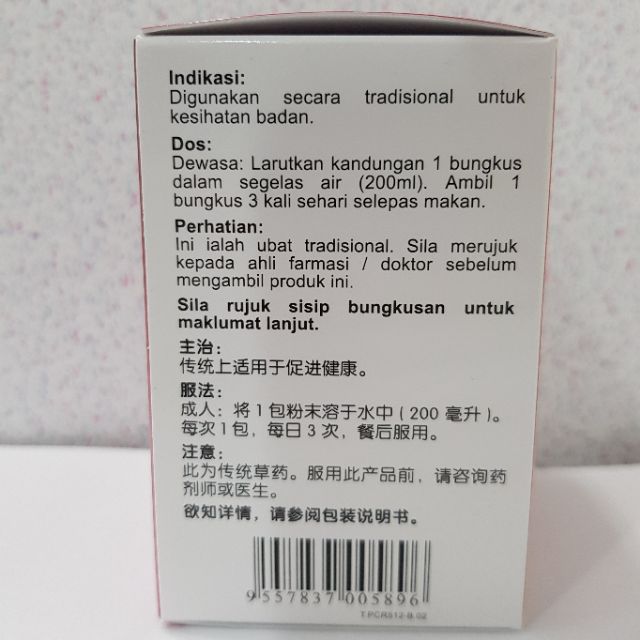 Indikasi:
Digunakan secara tradisional untuk
kesihatan badan.
Dos:
Dewasa: Larutkan kandungan 1 bungkus
dalam segelas air (200ml). Ambil 1
bungkus 3 kali sehari selepas makan.
Perhatian:
Ini ialah ubat tradisional. Sila merujuk
kepada ahli farmasi / doktor sebelum
mengambil produk ini.
Sila rujuk sisip bungkusan untuk
maklumat lanjut.
主治：
传统上适用于促进健康。
服法：
成人：将 1 包粉末溶于水中 ( 200 毫升 )。
每次 1 包，每日 3 次，餐后服用。
注意：
此为传统草药。服用此产品前，请咨询药
剂师或医生。
欲知详情，请参阅包装说明书。
9 557837 005896
T.PCR512-B.02